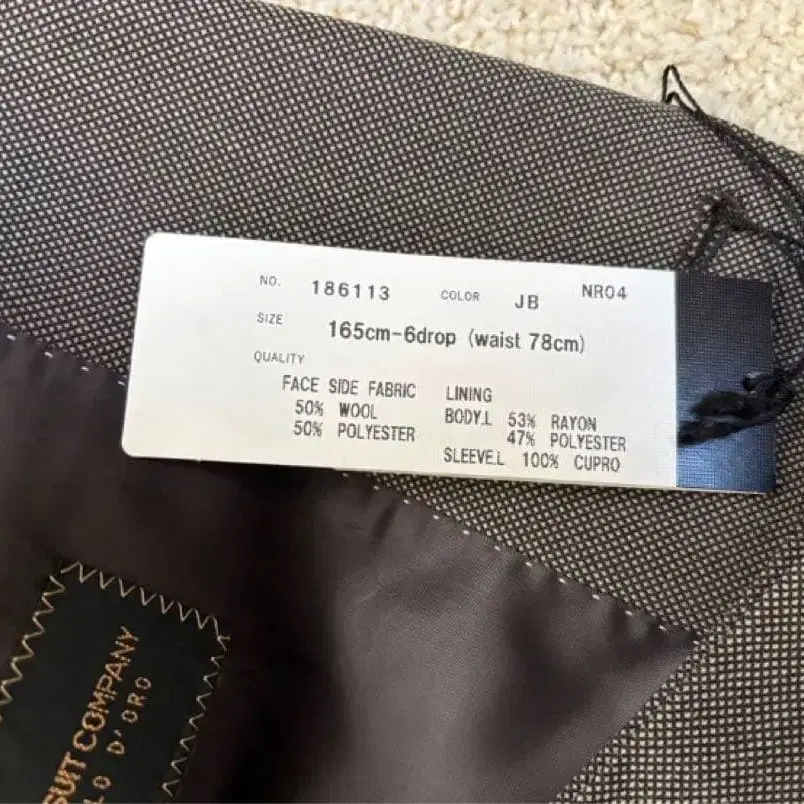 NO. 186113 COLOR JB NR04
SIZE 165cm-6drop (waist 78cm)
QUALITY
FACE SIDE FABRIC LINING
50% WOOL BODY.L 53% RAYON
50% POLYESTER 47% POLYESTER
SLEEVE.L 100% CUPRO
SUIT COMPANY
LO D'ORO